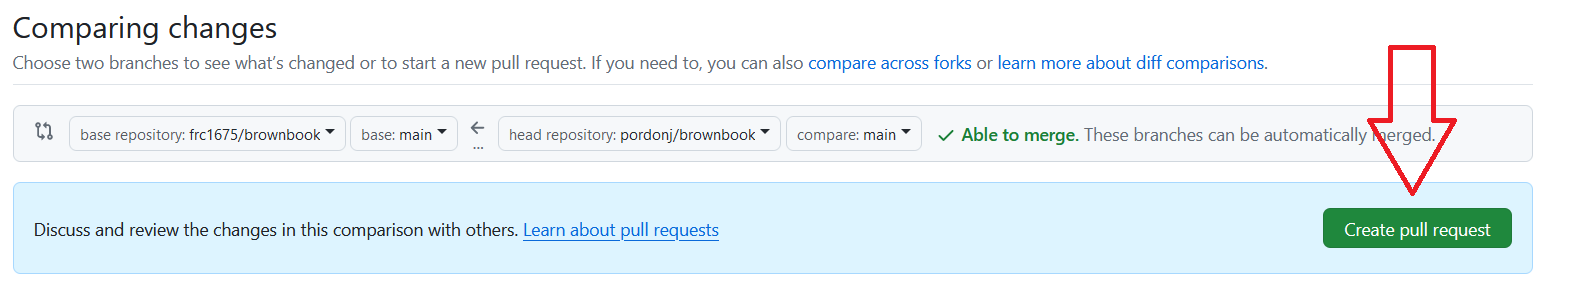 Comparing changes
Choose two branches to see what's changed or to start a new pull request. If you need to, you can also compare across forks or learn more about diff comparisons.
base repository: frc1675/brownbook base: main ... head repository: pordonj/brownbook compare: main Able to merge. These branches can be automatically merged.
Discuss and review the changes in this comparison with others. Learn about pull requests Create pull request